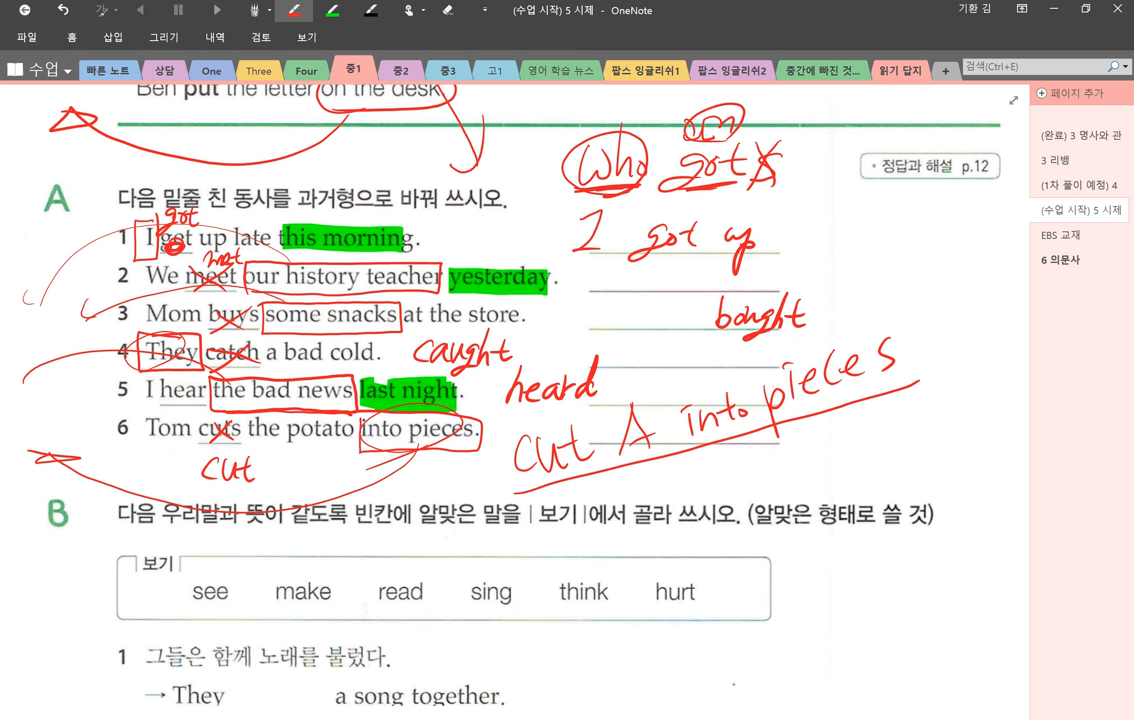 (수업 시작) 5 시제 - OneNote
기환 김
파일 홈 삽입 그리기 내역 검토 보기
수업 빠른 노트 상담 One Three Four 중1 중2 중3 고1 영어 학습 뉴스 팝스 잉글리쉬1 팝스 잉글리쉬2 중간에 빠진 것... 읽기 답지 + 검색(Ctrl+E)
페이지 추가
(완료) 3 명사와 관
3 리뱅
(1차 풀이 예정) 4
(수업 시작) 5 시제
EBS 교재
6 의문사
Ben put the letter on the desk
who got
• 정답과 해설 p.12
A 다음 밑줄 친 동사를 과거형으로 바꿔 쓰시오.
got
1 I get up late this morning.
I got up
met
2 We meet our history teacher yesterday.
3 Mom buys some snacks at the store.
bought
4 They catch a bad cold.
caught
5 I hear the bad news last night.
heard
6 Tom cuts the potato into pieces.
cut A into pieces
cut
B 다음 우리말과 뜻이 같도록 빈칸에 알맞은 말을 | 보기 |에서 골라 쓰시오. (알맞은 형태로 쓸 것)
보기
see make read sing think hurt
1 그들은 함께 노래를 불렀다.
→ They a song together.